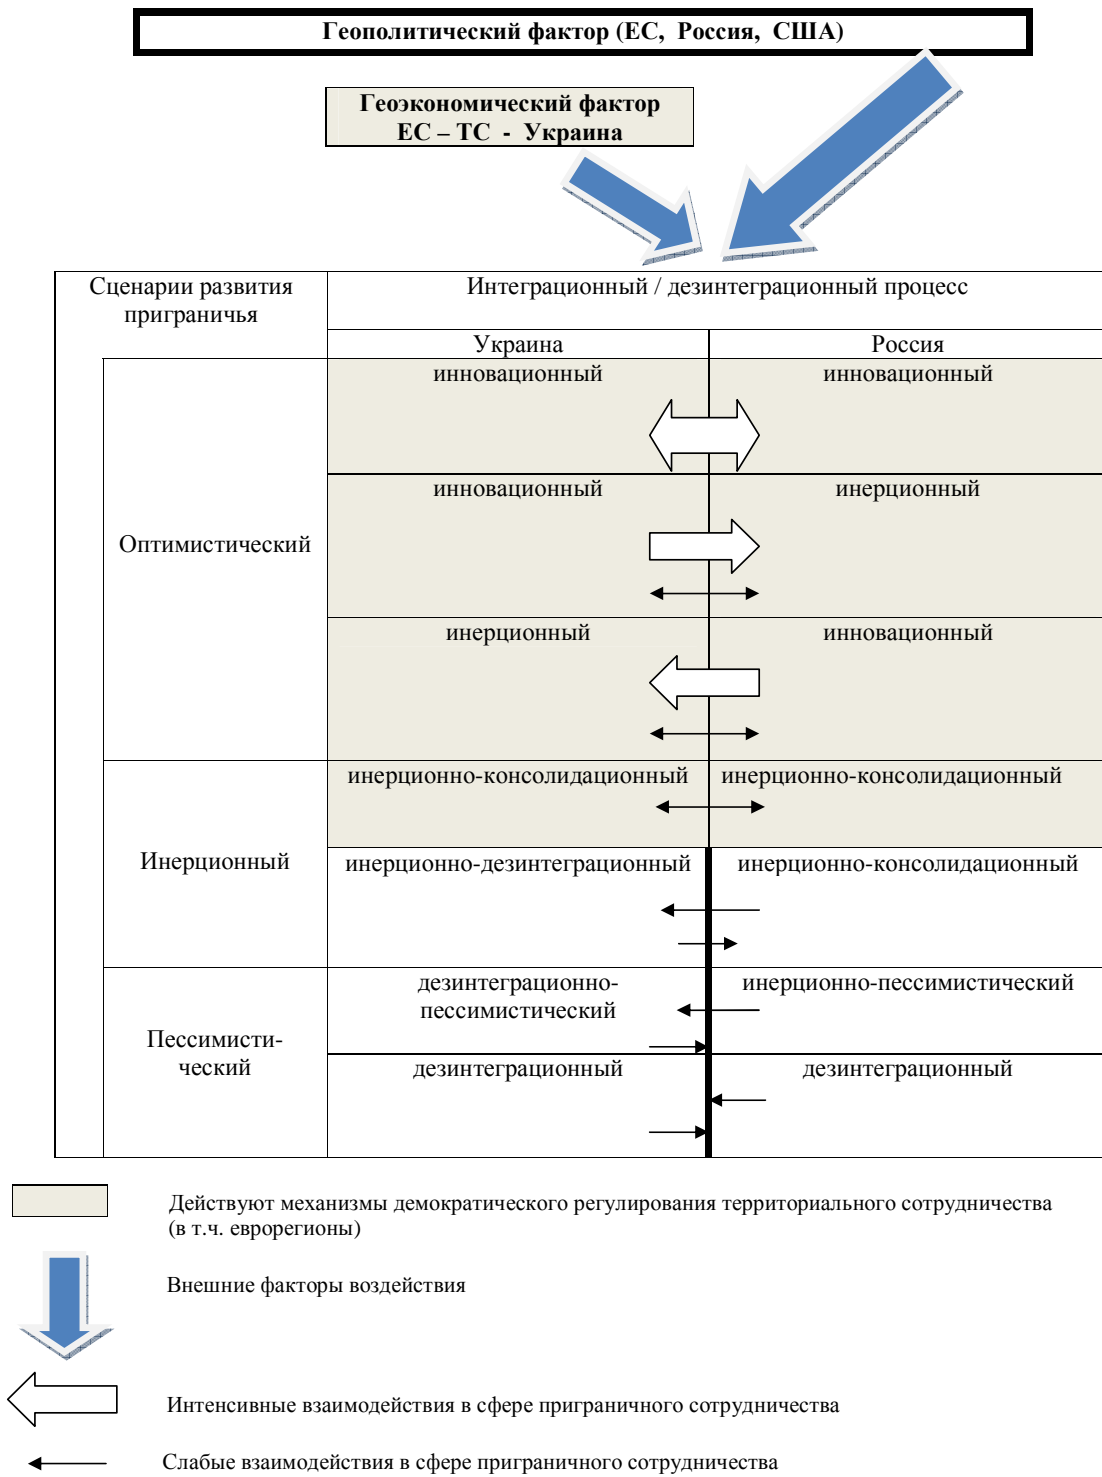 Геополитический фактор (ЕС, Россия, США)
Геоэкономический фактор
ЕС – ТС - Украина
Сценарии развития
приграничья
Интеграционный / дезинтеграционный процесс
Украина
Россия
Оптимистический
инновационный
инновационный
инновационный
инерционный
инерционный
инновационный
Инерционный
инерционно-консолидационный
инерционно-консолидационный
инерционно-дезинтеграционный
инерционно-консолидационный
Пессимисти-
ческий
дезинтеграционно-
пессимистический
инерционно-пессимистический
дезинтеграционный
дезинтеграционный
Действуют механизмы демократического регулирования территориального сотрудничества
(в т.ч. еврорегионы)
Внешние факторы воздействия
Интенсивные взаимодействия в сфере приграничного сотрудничества
Слабые взаимодействия в сфере приграничного сотрудничества